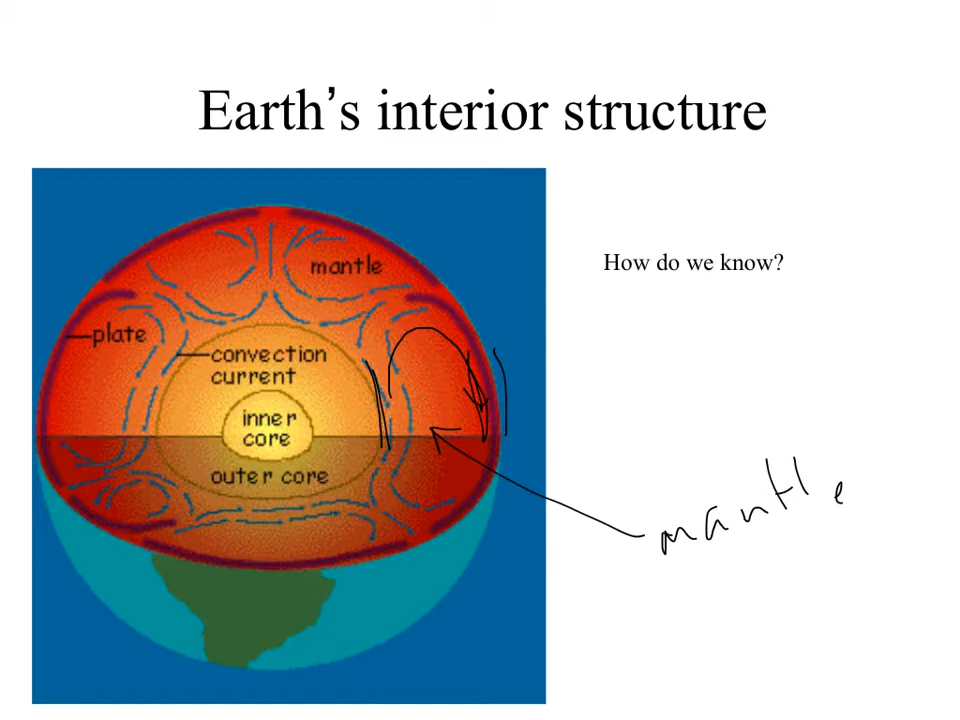 Earth’s interior structure
How do we know?
mantle
plate
convection
current
inner
core
outer core
mantle